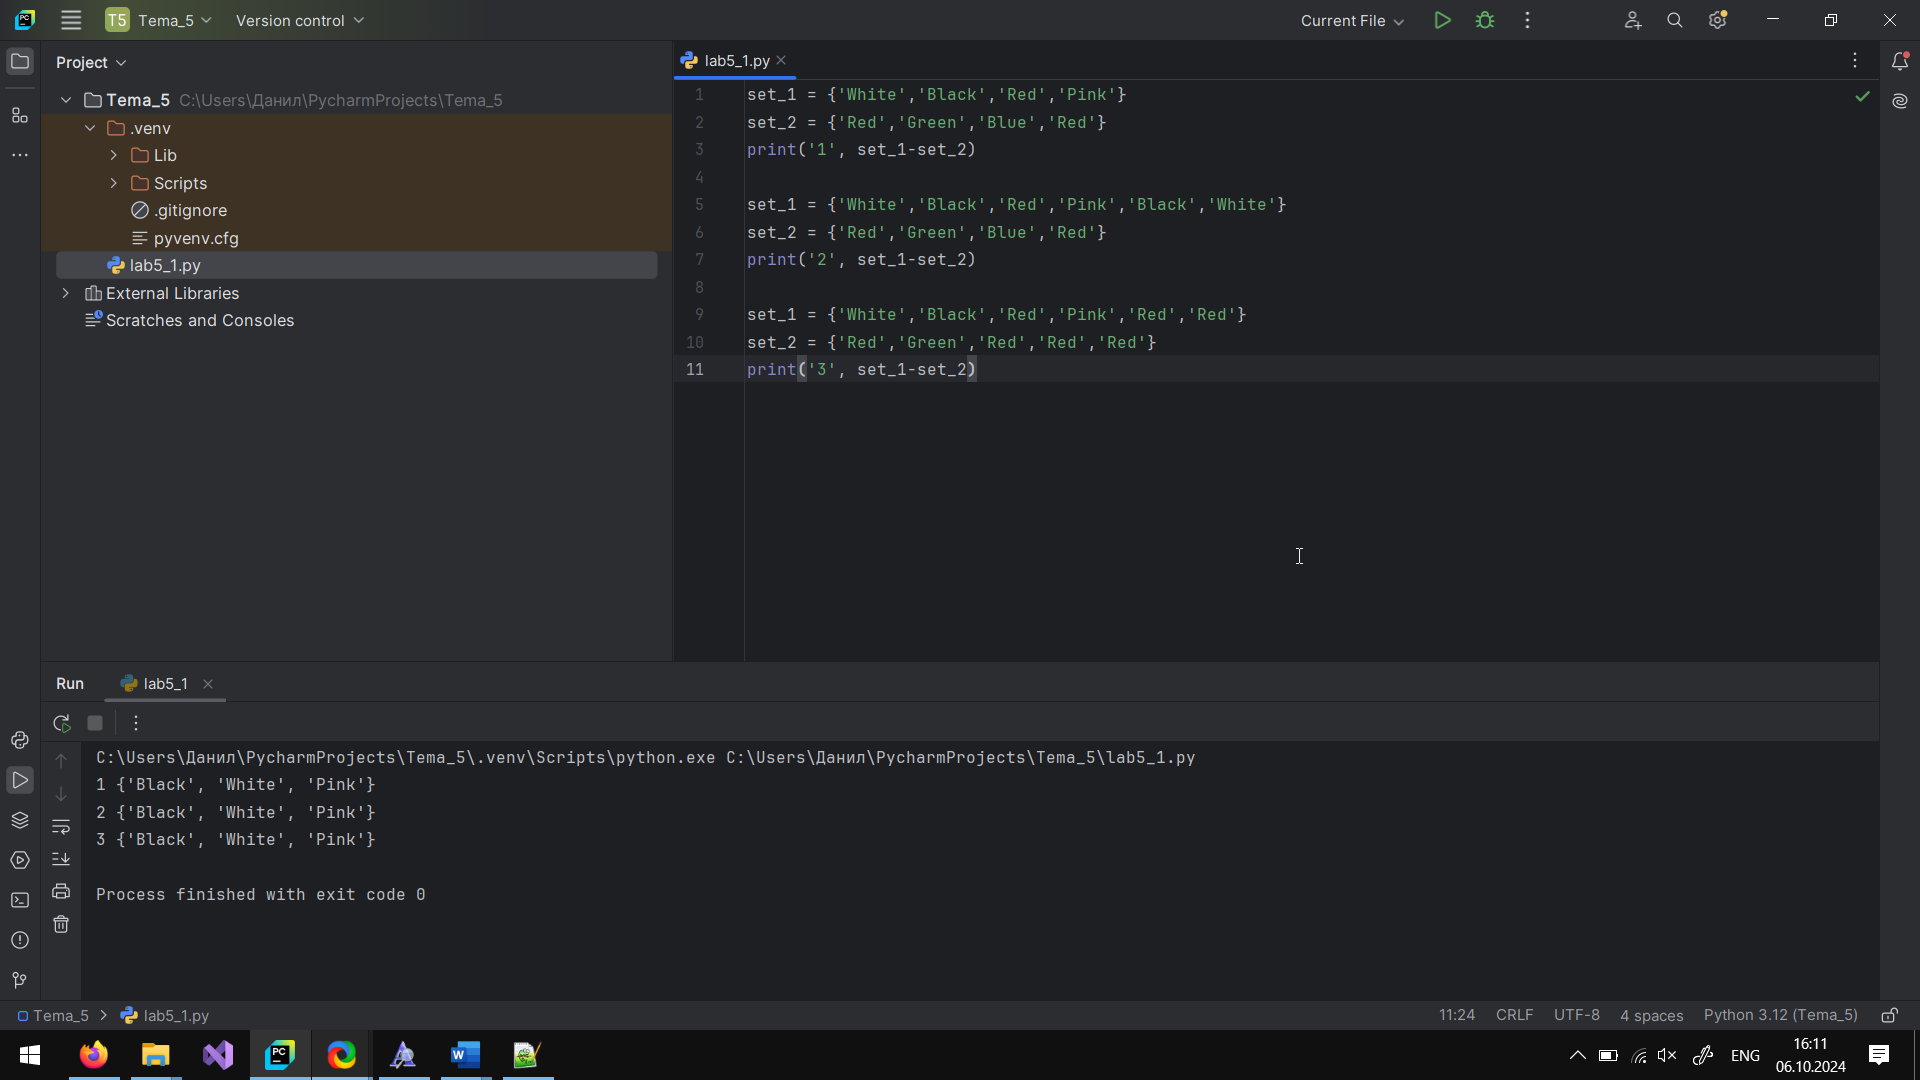 T5 Tema_5 Version control Current File
Project
lab5_1.py
Tema_5 C:\Users\Данил\PycharmProjects\Tema_5
.venv
Lib
Scripts
.gitignore
pyvenv.cfg
lab5_1.py
External Libraries
Scratches and Consoles
1 set_1 = {'White','Black','Red','Pink'}
2 set_2 = {'Red','Green','Blue','Red'}
3 print('1', set_1-set_2)
4
5 set_1 = {'White','Black','Red','Pink','Black','White'}
6 set_2 = {'Red','Green','Blue','Red'}
7 print('2', set_1-set_2)
8
9 set_1 = {'White','Black','Red','Pink','Red','Red'}
10 set_2 = {'Red','Green','Red','Red','Red'}
11 print('3', set_1-set_2)
Run lab5_1
C:\Users\Данил\PycharmProjects\Tema_5\.venv\Scripts\python.exe C:\Users\Данил\PycharmProjects\Tema_5\lab5_1.py
1 {'Black', 'White', 'Pink'}
2 {'Black', 'White', 'Pink'}
3 {'Black', 'White', 'Pink'}
Process finished with exit code 0
Tema_5 lab5_1.py 11:24 CRLF UTF-8 4 spaces Python 3.12 (Tema_5)
ENG
16:11
06.10.2024